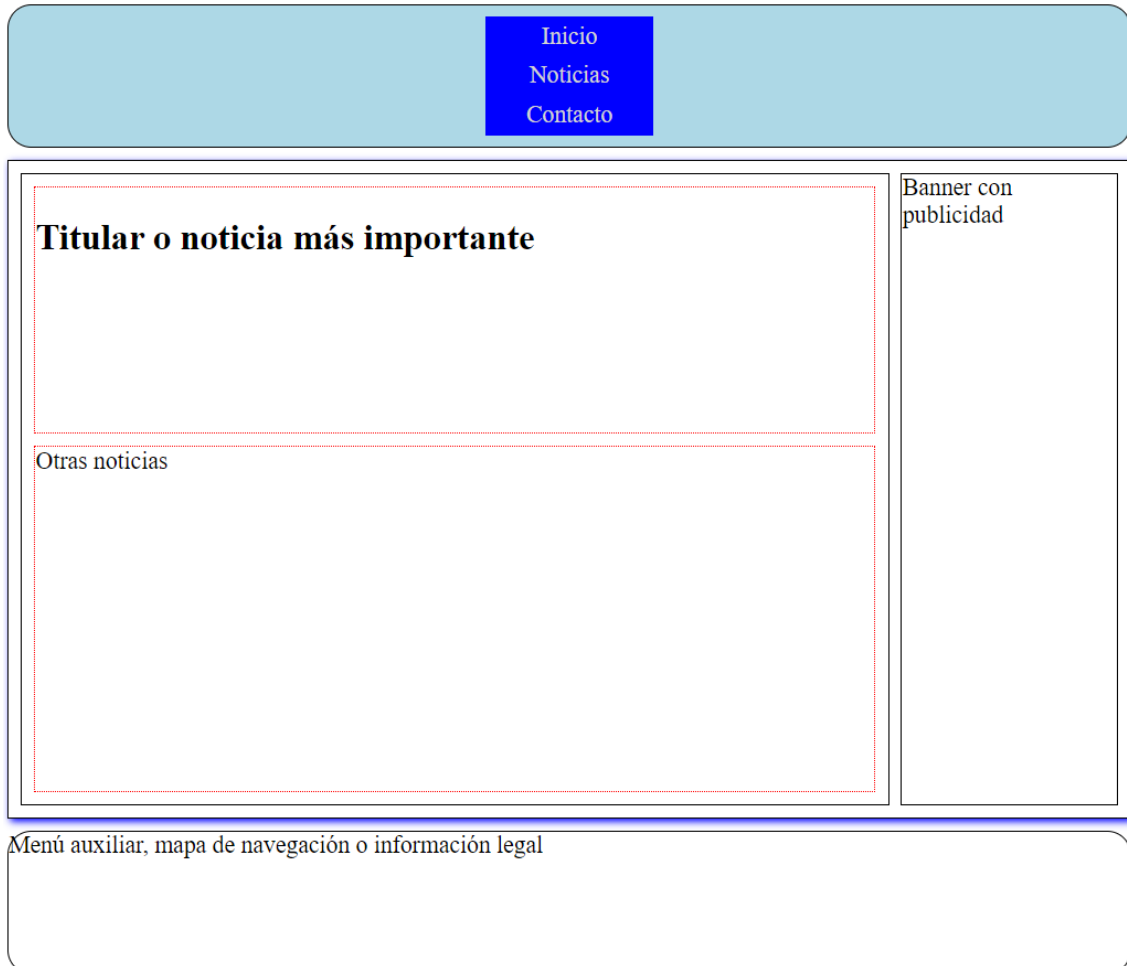 Inicio
Noticias
Contacto
Titular o noticia más importante
Otras noticias
Banner con
publicidad
Menú auxiliar, mapa de navegación o información legal